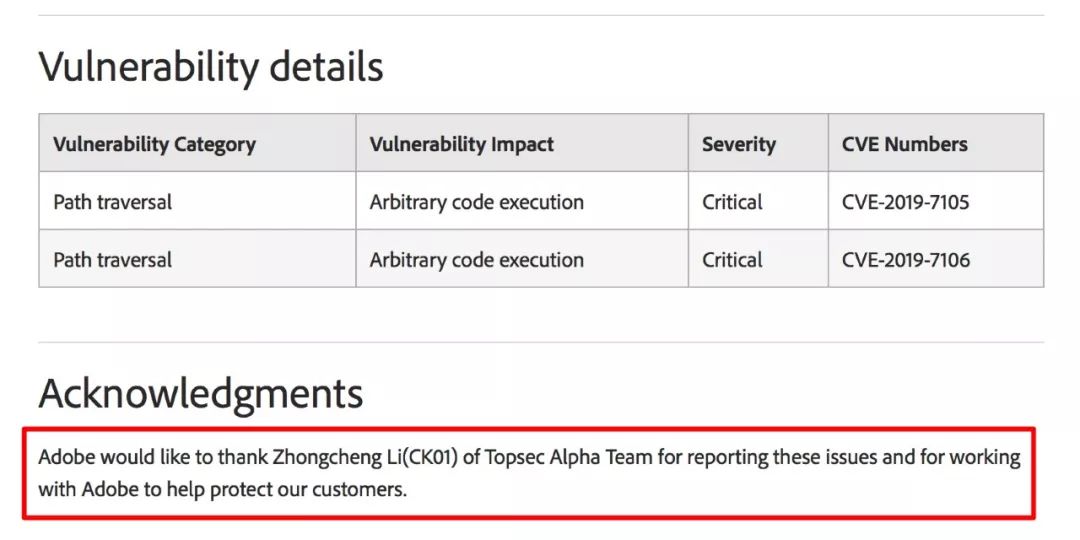 Vulnerability details
Vulnerability Category Vulnerability Impact Severity CVE Numbers
Path traversal Arbitrary code execution Critical CVE-2019-7105
Path traversal Arbitrary code execution Critical CVE-2019-7106
Acknowledgments
Adobe would like to thank Zhongcheng Li(CK01) of Topsec Alpha Team for reporting these issues and for working
with Adobe to help protect our customers.